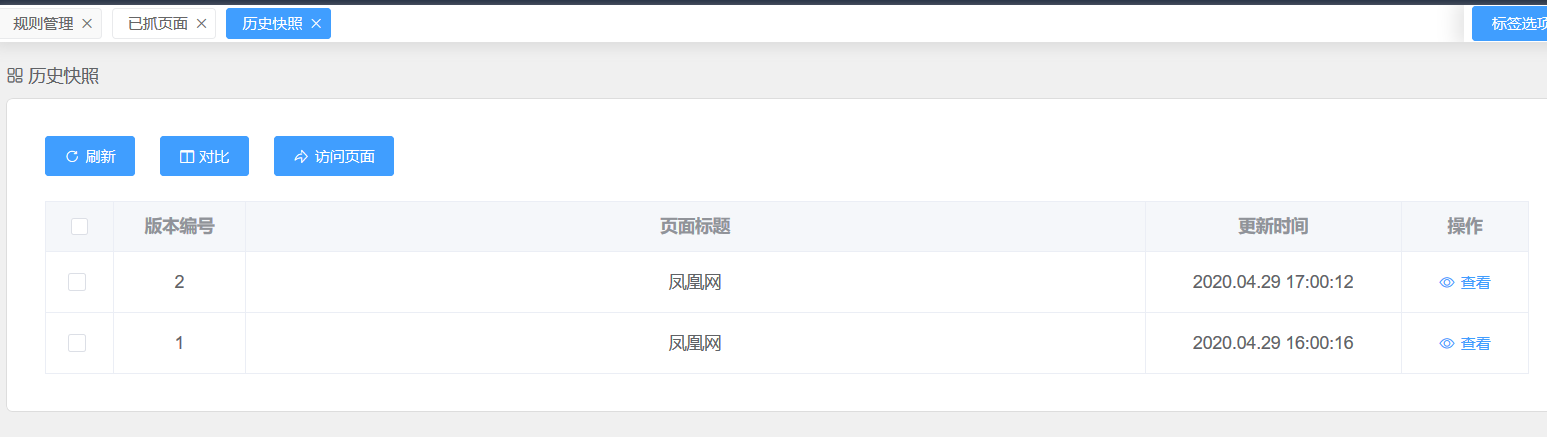 规则管理 已抓页面 历史快照 标签选项
历史快照
刷新 对比 访问页面
版本编号 页面标题 更新时间 操作
2 凤凰网 2020.04.29 17:00:12 查看
1 凤凰网 2020.04.29 16:00:16 查看